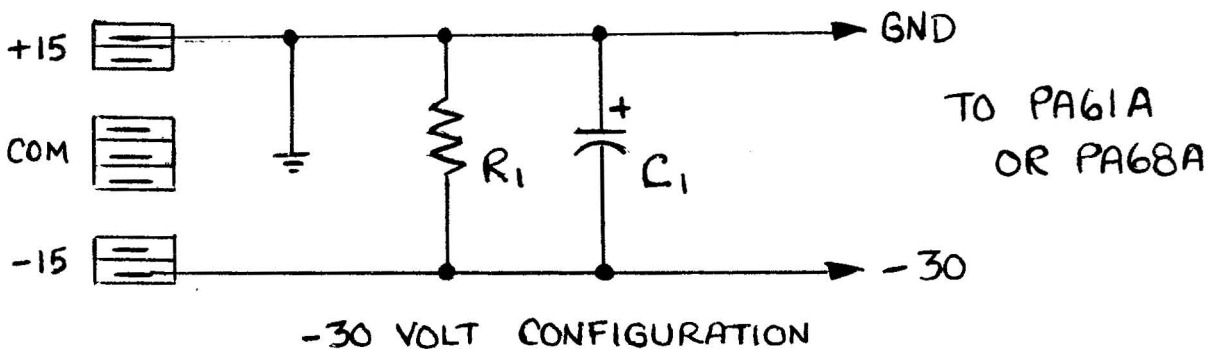 +15
GND
TO PA61A
OR PA68A
COM
+
R1
C1
-15
-30
-30 VOLT CONFIGURATION